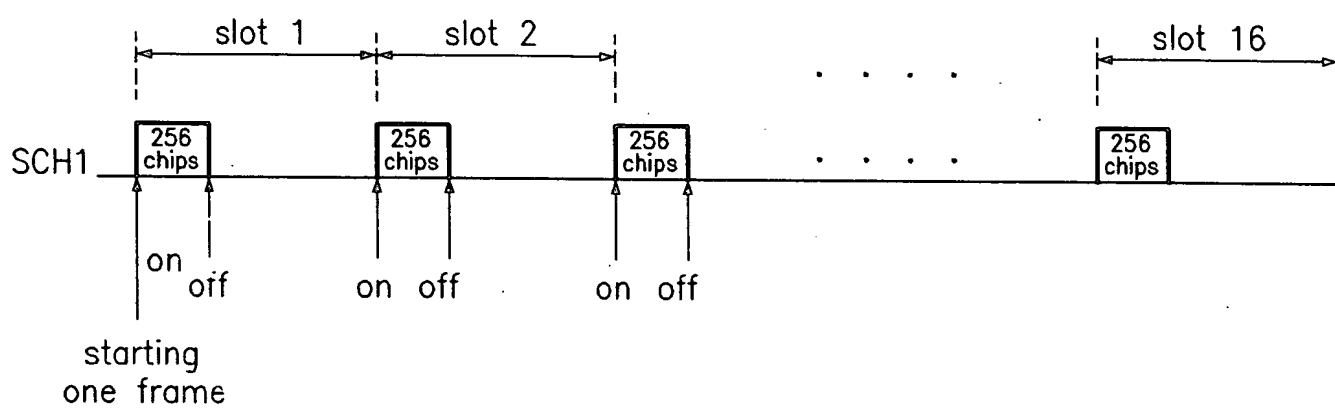 slot 1
slot 2
slot 16
. . . .
SCH1
256
chips
256
chips
256
chips
. . . .
256
chips
on
off
on off
on off
starting
one frame